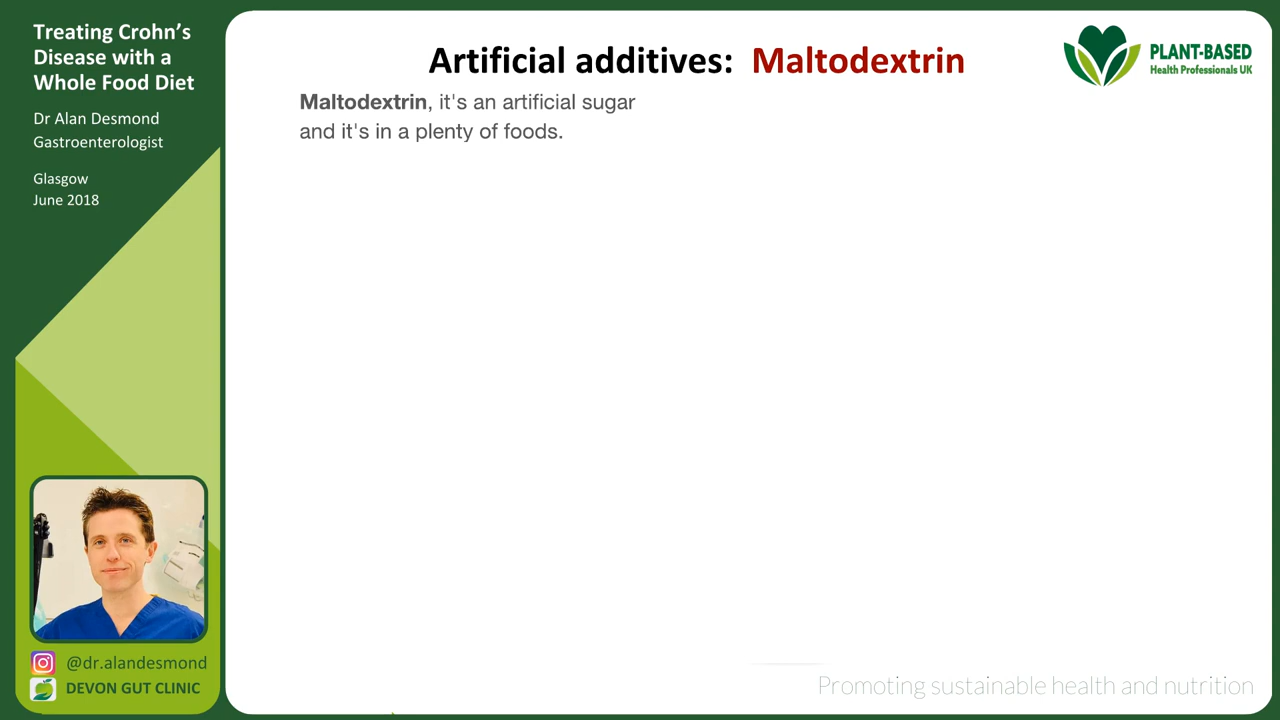 Treating Crohn's
Disease with a
Whole Food Diet
Dr Alan Desmond
Gastroenterologist
Glasgow
June 2018
@dr.alandesmond
DEVON GUT CLINIC
Artificial additives: Maltodextrin
PLANT-BASED
Health Professionals UK
Maltodextrin, it's an artificial sugar
and it's in a plenty of foods.
Promoting sustainable health and nutrition